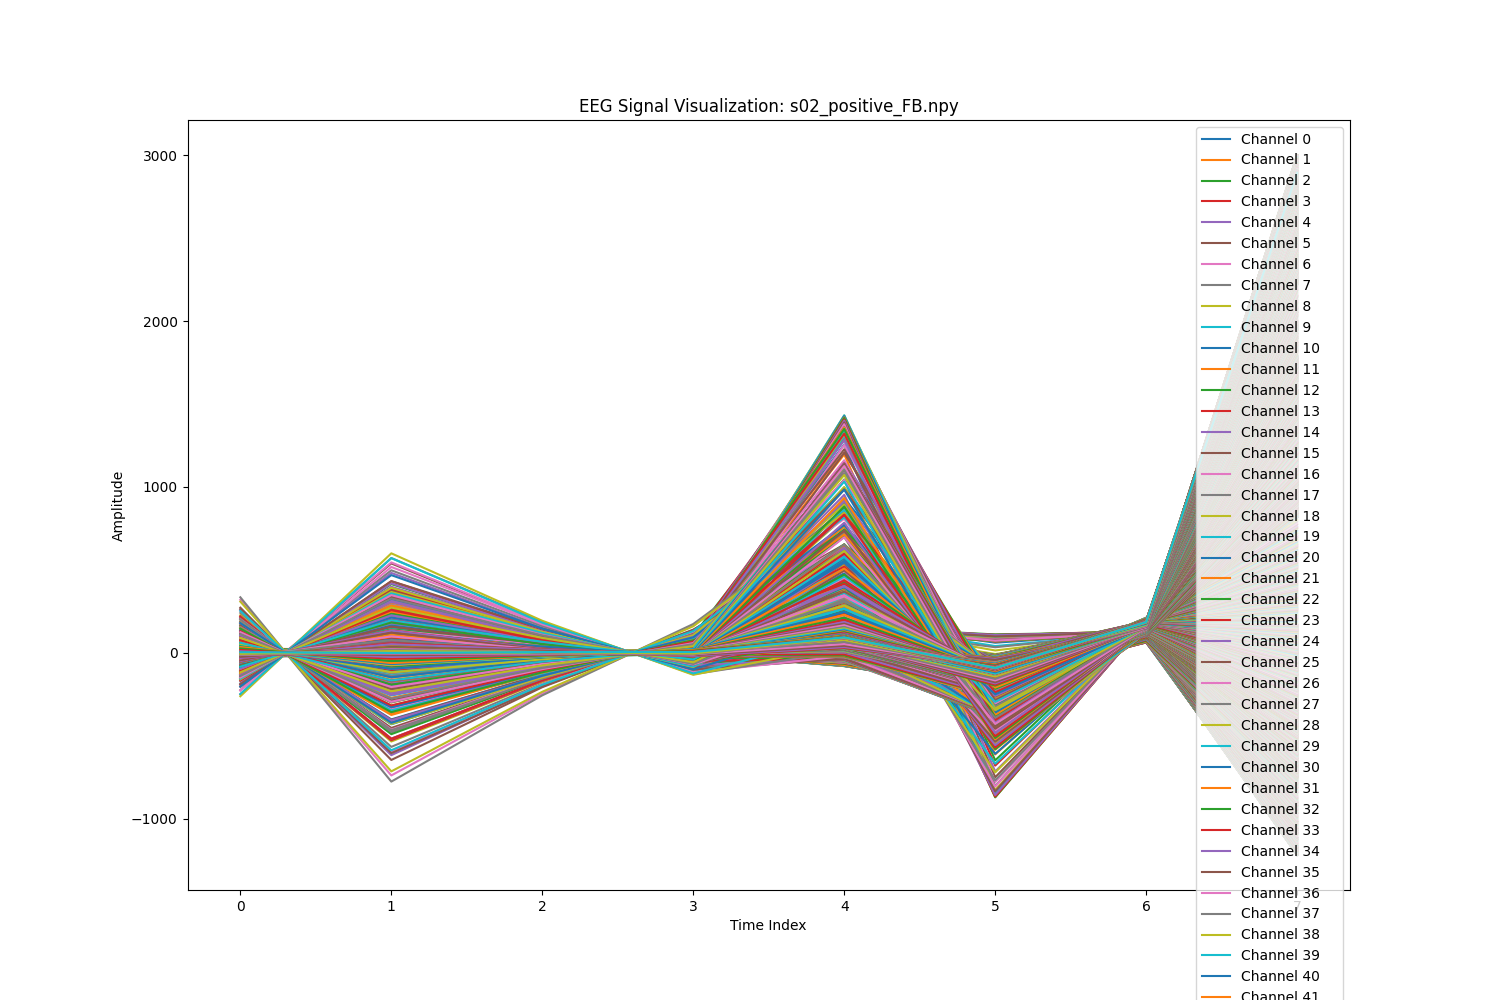 EEG Signal Visualization: s02_positive_FB.npy
3000
2000
1000
0
−1000
Amplitude
0 1 2 3 4 5 6 7
Time Index
Channel 0
Channel 1
Channel 2
Channel 3
Channel 4
Channel 5
Channel 6
Channel 7
Channel 8
Channel 9
Channel 10
Channel 11
Channel 12
Channel 13
Channel 14
Channel 15
Channel 16
Channel 17
Channel 18
Channel 19
Channel 20
Channel 21
Channel 22
Channel 23
Channel 24
Channel 25
Channel 26
Channel 27
Channel 28
Channel 29
Channel 30
Channel 31
Channel 32
Channel 33
Channel 34
Channel 35
Channel 36
Channel 37
Channel 38
Channel 39
Channel 40
Channel 41